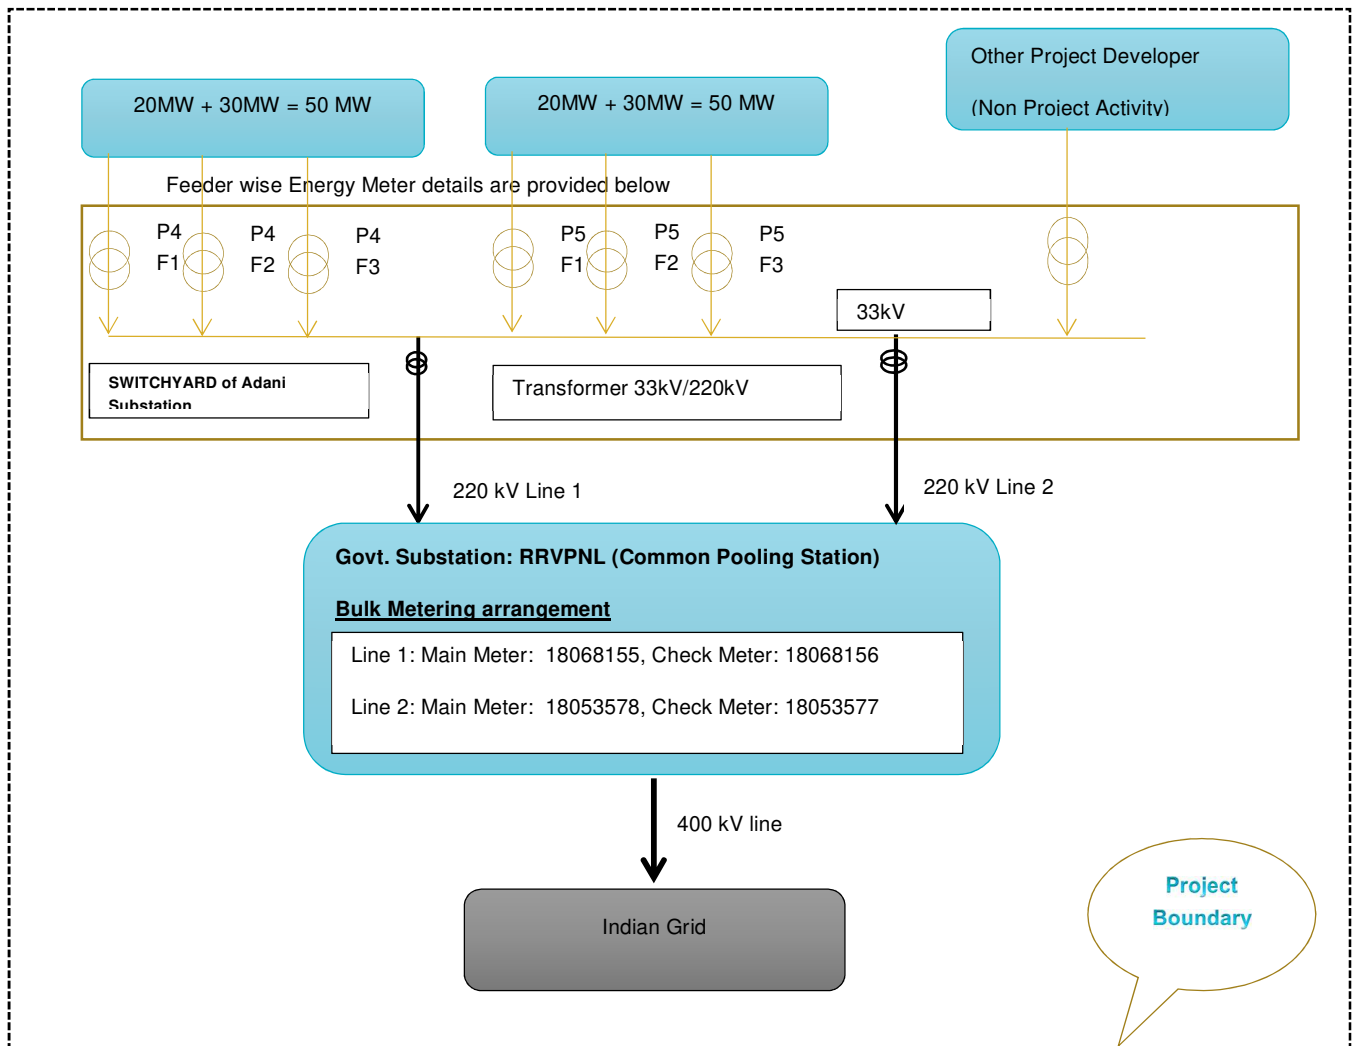 Other Project Developer
(Non Project Activity)
20MW + 30MW = 50 MW
20MW + 30MW = 50 MW
Feeder wise Energy Meter details are provided below
P4
F1
P4
F2
P4
F3
P5
F1
P5
F2
P5
F3
33kV
SWITCHYARD of Adani
Substation
Transformer 33kV/220kV
220 kV Line 1
220 kV Line 2
Govt. Substation: RRVPNL (Common Pooling Station)
Bulk Metering arrangement
Line 1: Main Meter: 18068155, Check Meter: 18068156
Line 2: Main Meter: 18053578, Check Meter: 18053577
400 kV line
Indian Grid
Project
Boundary